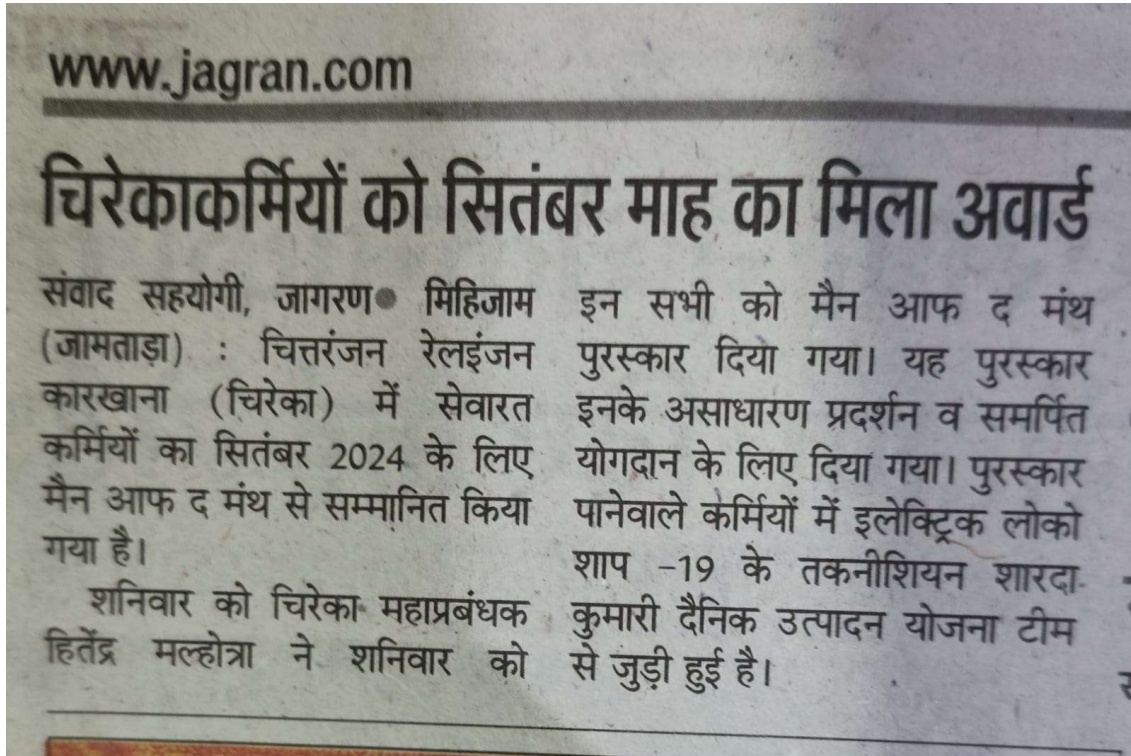 www.jagran.com
चिरेकाकर्मियों को सितंबर माह का मिला अवार्ड
संवाद सहयोगी, जागरण● मिहिजाम
(जामताड़ा) : चित्तरंजन रेलइंजन
कारखाना (चिरेका) में सेवारत
कर्मियों का सितंबर 2024 के लिए
मैन आफ द मंथ से सम्मानित किया
गया है।
शनिवार को चिरेका महाप्रबंधक
हितेंद्र मल्होत्रा ने शनिवार को
इन सभी को मैन आफ द मंथ
पुरस्कार दिया गया। यह पुरस्कार
इनके असाधारण प्रदर्शन व समर्पित
योगदान के लिए दिया गया। पुरस्कार
पानेवाले कर्मियों में इलेक्ट्रिक लोको
शाप -19 के तकनीशियन शारदा
कुमारी दैनिक उत्पादन योजना टीम
से जुड़ी हुई है।